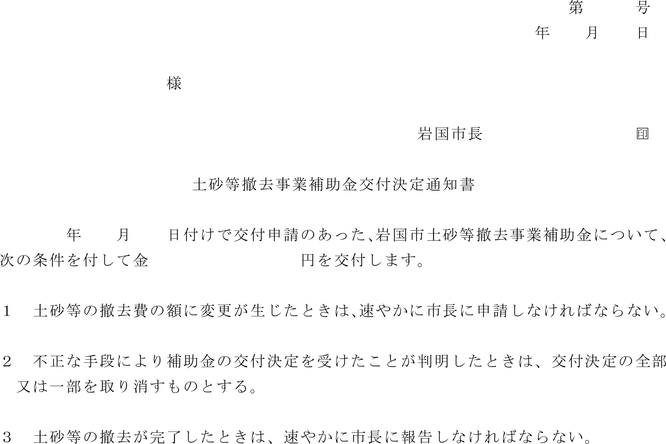 第　　　号
年　　月　　日
様
岩国市長　　　　　　　　　印
土砂等撤去事業補助金交付決定通知書
年　　月　　日付けで交付申請のあった、岩国市土砂等撤去事業補助金について、
次の条件を付して金　　　　　　　　　円を交付します。
１　土砂等の撤去費の額に変更が生じたときは、速やかに市長に申請しなければならない。
２　不正な手段により補助金の交付決定を受けたことが判明したときは、交付決定の全部
又は一部を取り消すものとする。
３　土砂等の撤去が完了したときは、速やかに市長に報告しなければならない。